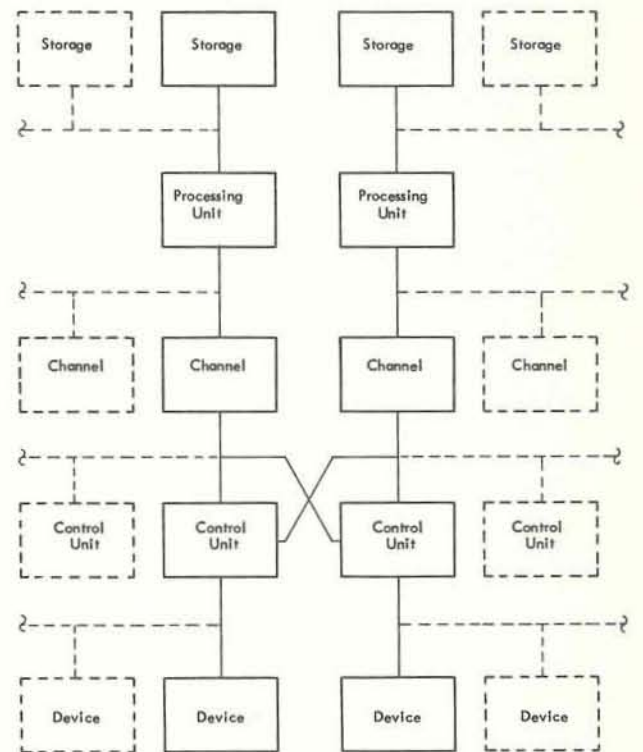 Storage
Storage
Storage
Storage
Processing
Unit
Processing
Unit
Channel
Channel
Channel
Channel
Control
Unit
Control
Unit
Control
Unit
Control
Unit
Device
Device
Device
Device